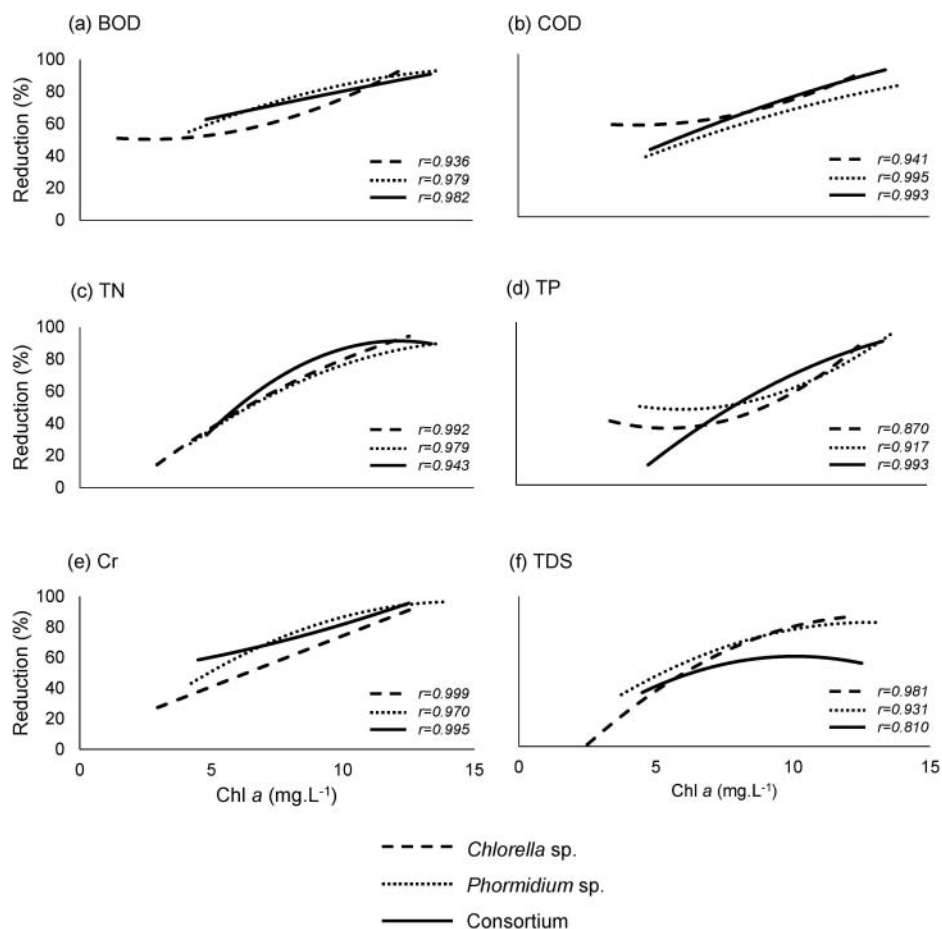 (a) BOD
(b) COD
Reduction (%)
100
80
60
40
20
0
r=0.936
r=0.979
r=0.982
r=0.941
r=0.995
r=0.993
(c) TN
(d) TP
Reduction (%)
100
80
60
40
20
0
r=0.992
r=0.979
r=0.943
r=0.870
r=0.917
r=0.993
(e) Cr
(f) TDS
Reduction (%)
100
80
60
40
20
0
r=0.999
r=0.970
r=0.995
r=0.981
r=0.931
r=0.810
0 5 10 15
0 5 10 15
Chl a (mg.L⁻¹)
Chl a (mg.L⁻¹)
Chlorella sp.
Phormidium sp.
Consortium